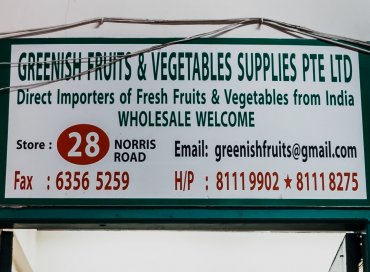 GREENISH FRUITS & VEGETABLES SUPPLIES PTE LTD
Direct Importers of Fresh Fruits & Vegetables from India
WHOLESALE WELCOME
Store : 28 NORRIS ROAD Email: greenishfruits@gmail.com
Fax : 6356 5259 H/P : 8111 9902 ★ 8111 8275